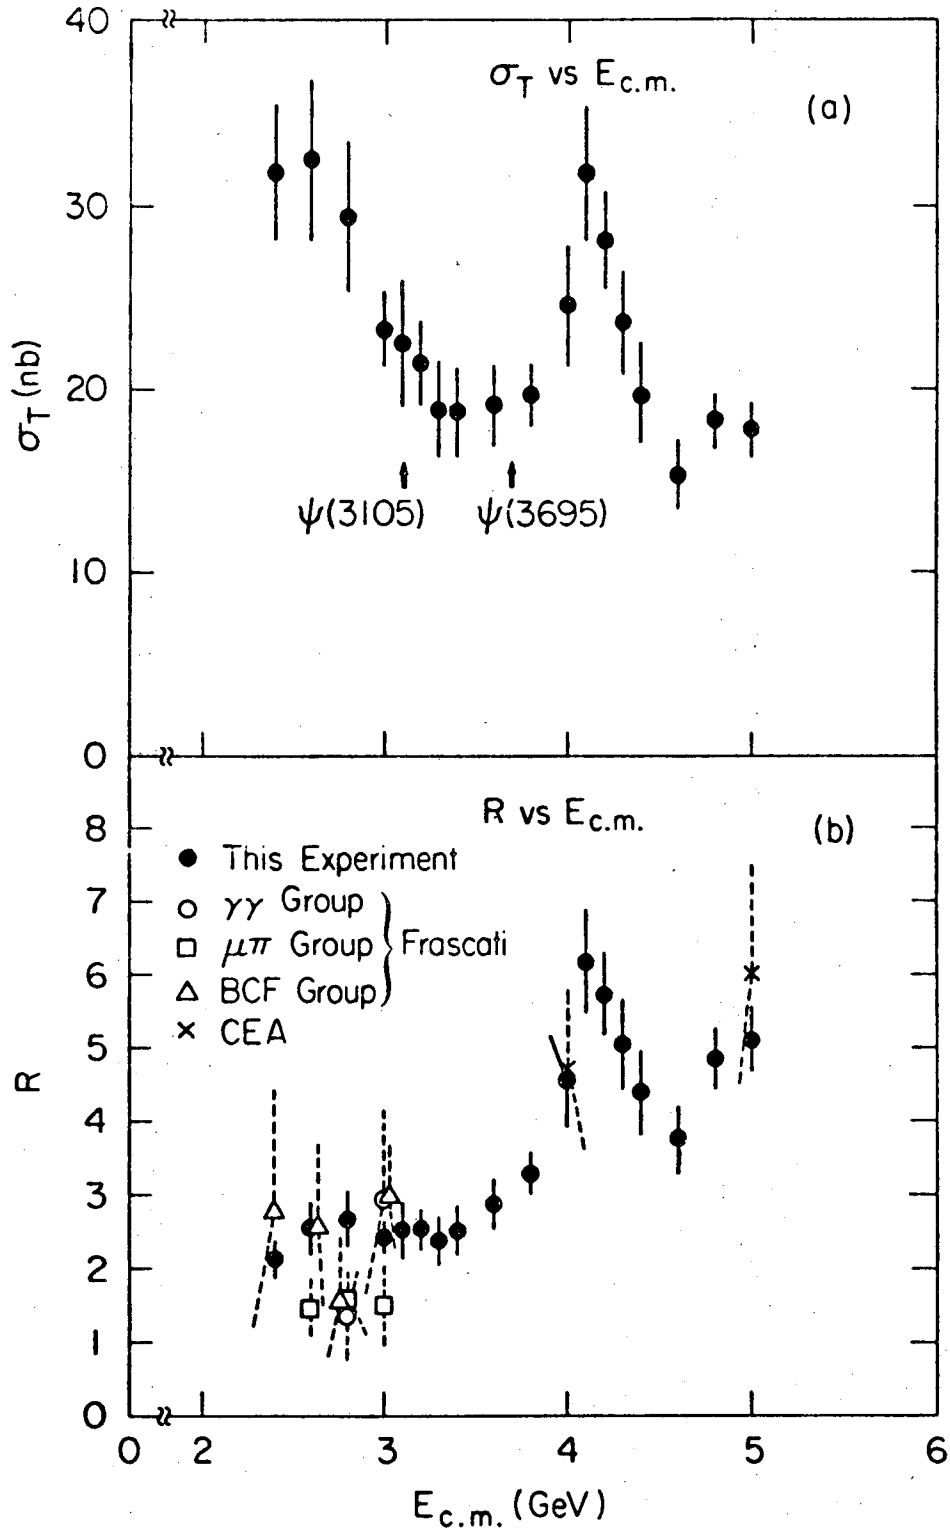 40
σT vs Ec.m.
(a)
30
σT (nb)
20
ψ(3105) ψ(3695)
10
0
R vs Ec.m.
(b)
8
● This Experiment
7
○ γγ Group
□ μπ Group } Frascati
6
△ BCF Group
× CEA
5
R
4
3
2
1
0
0 2 3 4 5 6
Ec.m. (GeV)